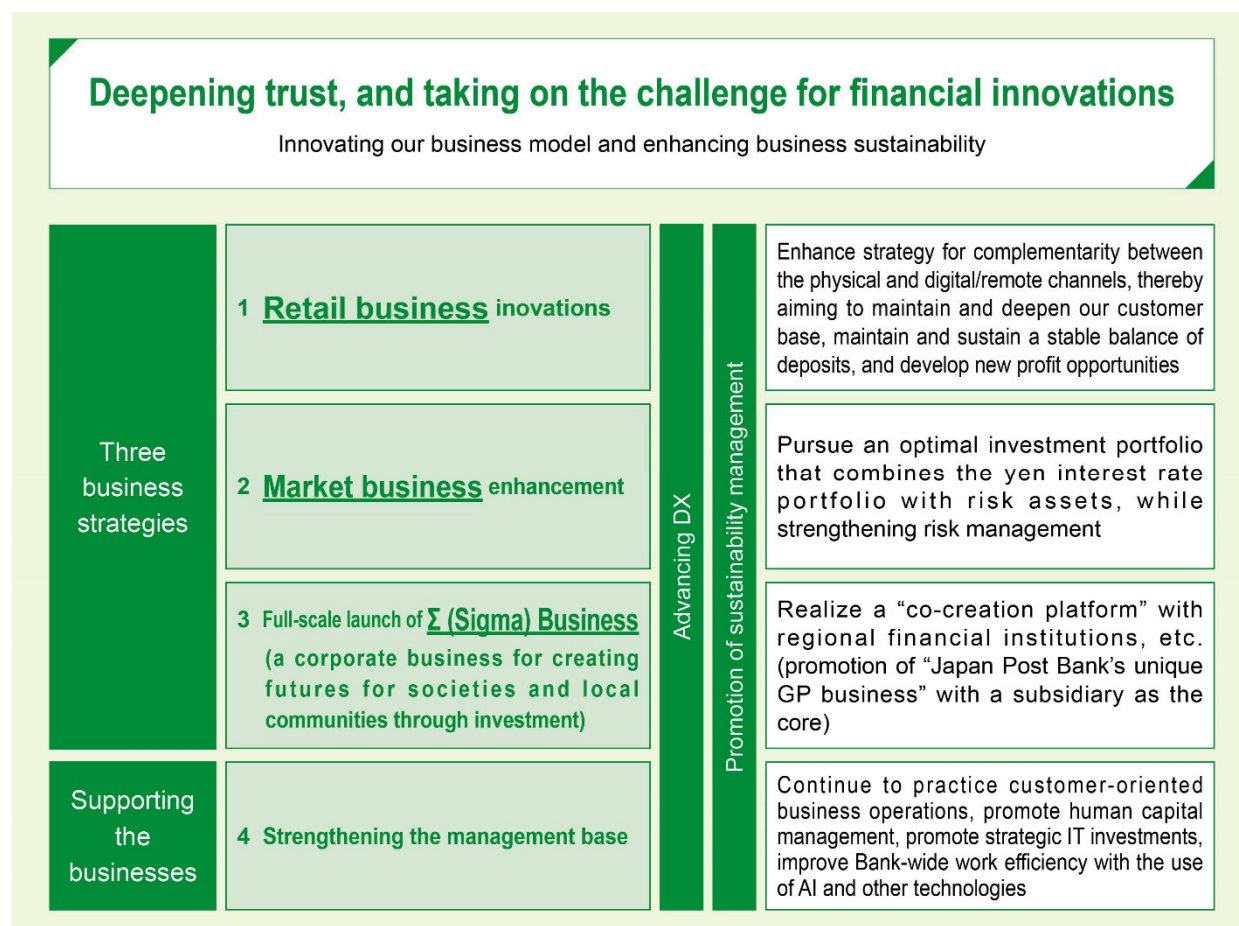 Deepening trust, and taking on the challenge for financial innovations
Innovating our business model and enhancing business sustainability
Three
business
strategies
1 Retail business inovations
2 Market business enhancement
3 Full-scale launch of Σ (Sigma) Business
(a corporate business for creating
futures for societies and local
communities through investment)
Supporting
the
businesses
4 Strengthening the management base
Advancing DX
Promotion of sustainability management
Enhance strategy for complementarity between
the physical and digital/remote channels, thereby
aiming to maintain and deepen our customer
base, maintain and sustain a stable balance of
deposits, and develop new profit opportunities
Pursue an optimal investment portfolio
that combines the yen interest rate
portfolio with risk assets, while
strengthening risk management
Realize a “co-creation platform” with
regional financial institutions, etc.
(promotion of “Japan Post Bank’s unique
GP business” with a subsidiary as the
core)
Continue to practice customer-oriented
business operations, promote human capital
management, promote strategic IT investments,
improve Bank-wide work efficiency with the use
of AI and other technologies